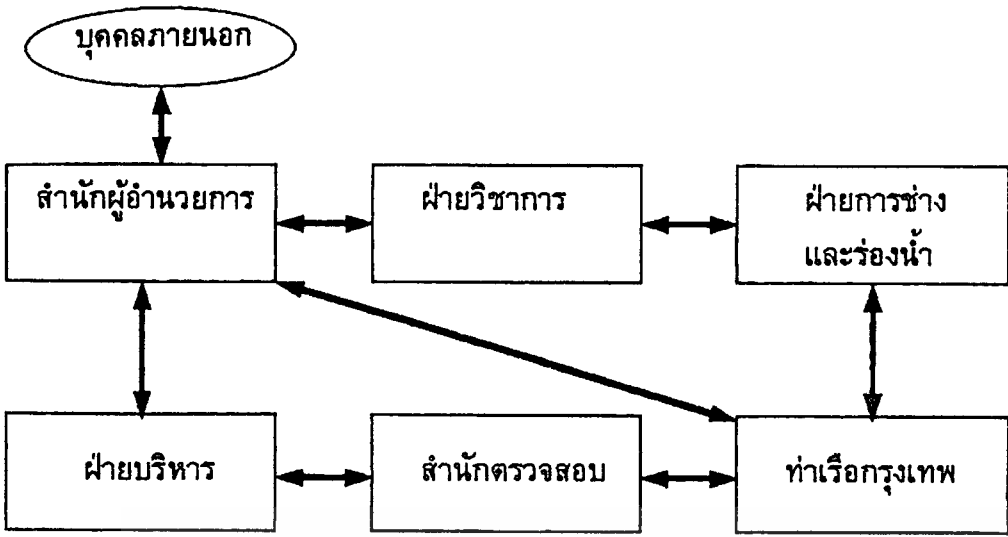 บุคคลภายนอก
สำนักผู้อำนวยการ
ฝ่ายวิชาการ
ฝ่ายการช่าง
และร่องน้ำ
ฝ่ายบริหาร
สำนักตรวจสอบ
ท่าเรือกรุงเทพ